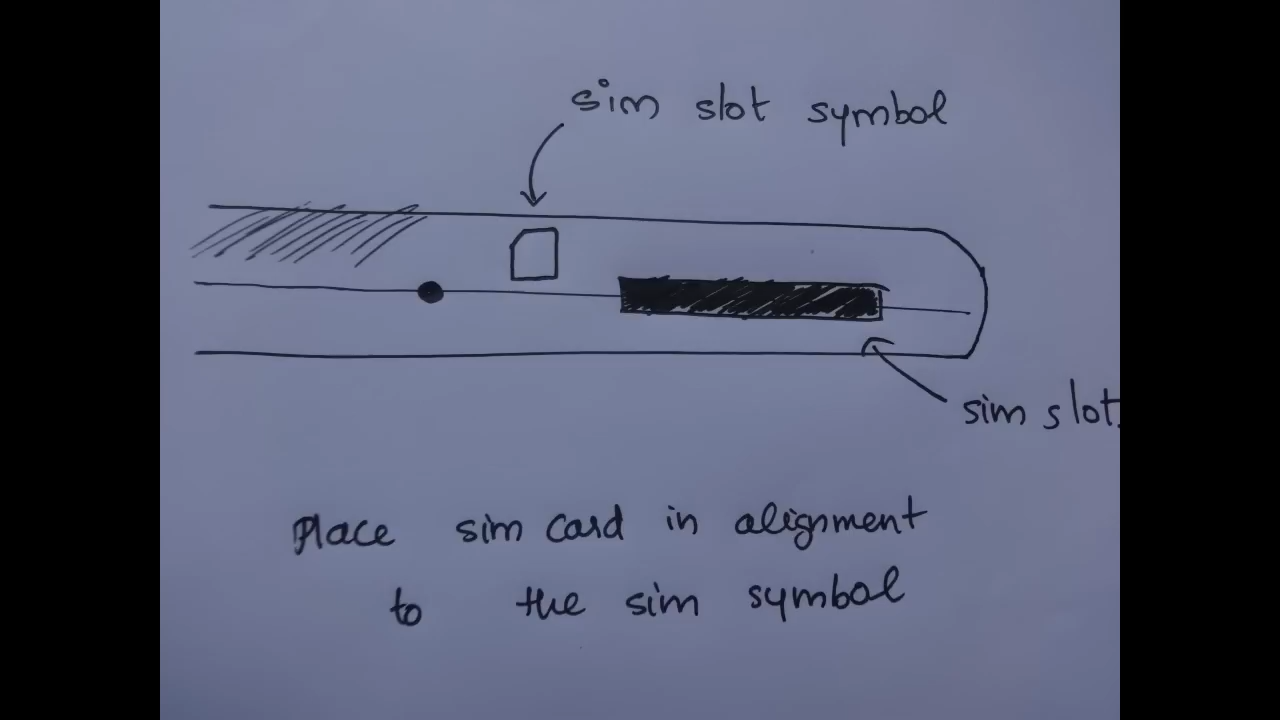 sim slot symbol
sim slot.
Place sim card in alignment
to the sim symbol